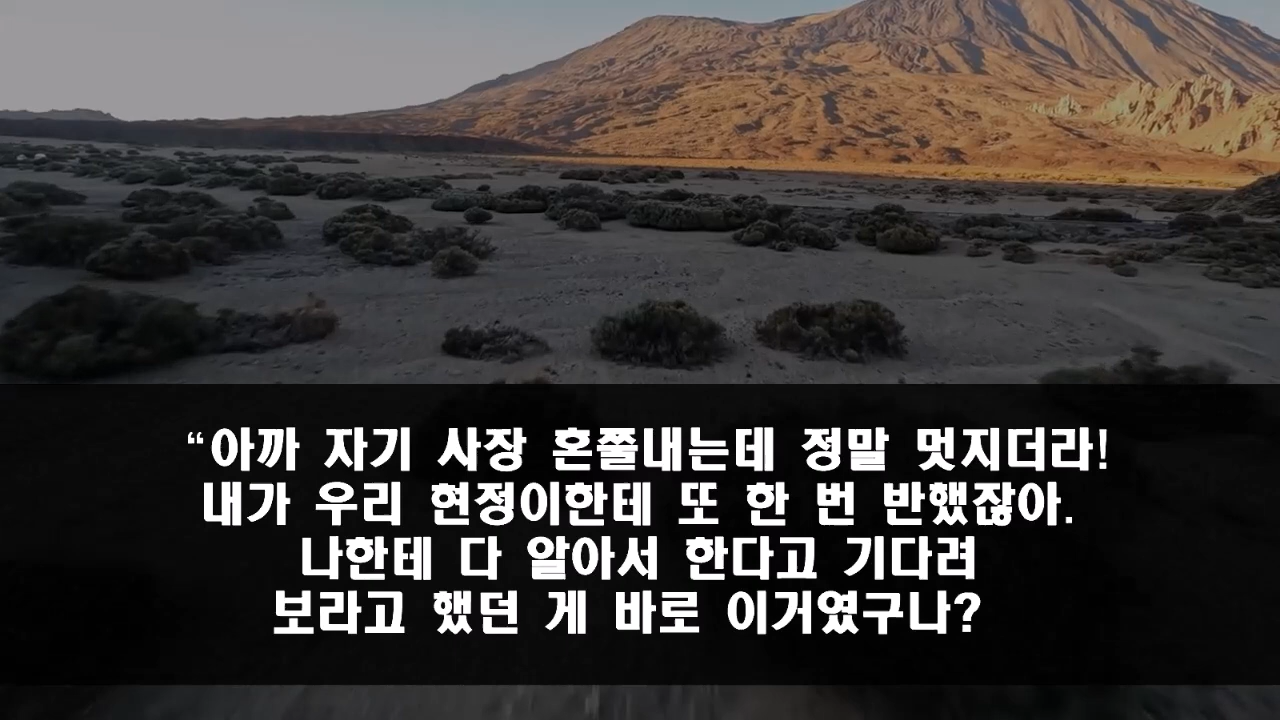 “아까 자기 사장 혼쭐내는데 정말 멋지더라!
내가 우리 현정이한테 또 한 번 반했잖아.
나한테 다 알아서 한다고 기다려
보라고 했던 게 바로 이거였구나?